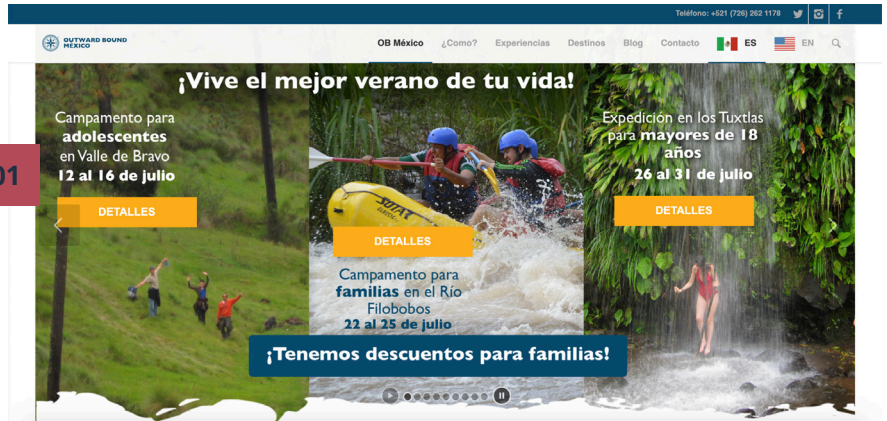 Teléfono: +521 (726) 262 1178
OUTWARD BOUND
MÉXICO
OB México
¿Como?
Experiencias
Destinos
Blog
Contacto
ES
EN
¡Vive el mejor verano de tu vida!
Campamento para
adolescentes
en Valle de Bravo
12 al 16 de julio
DETALLES
01
SOTAR
DETALLES
Campamento para
familias en el Río
Filobobos
22 al 25 de julio
Expedición en los Tuxtlas
para mayores de 18
años
26 al 31 de julio
DETALLES
¡Tenemos descuentos para familias!